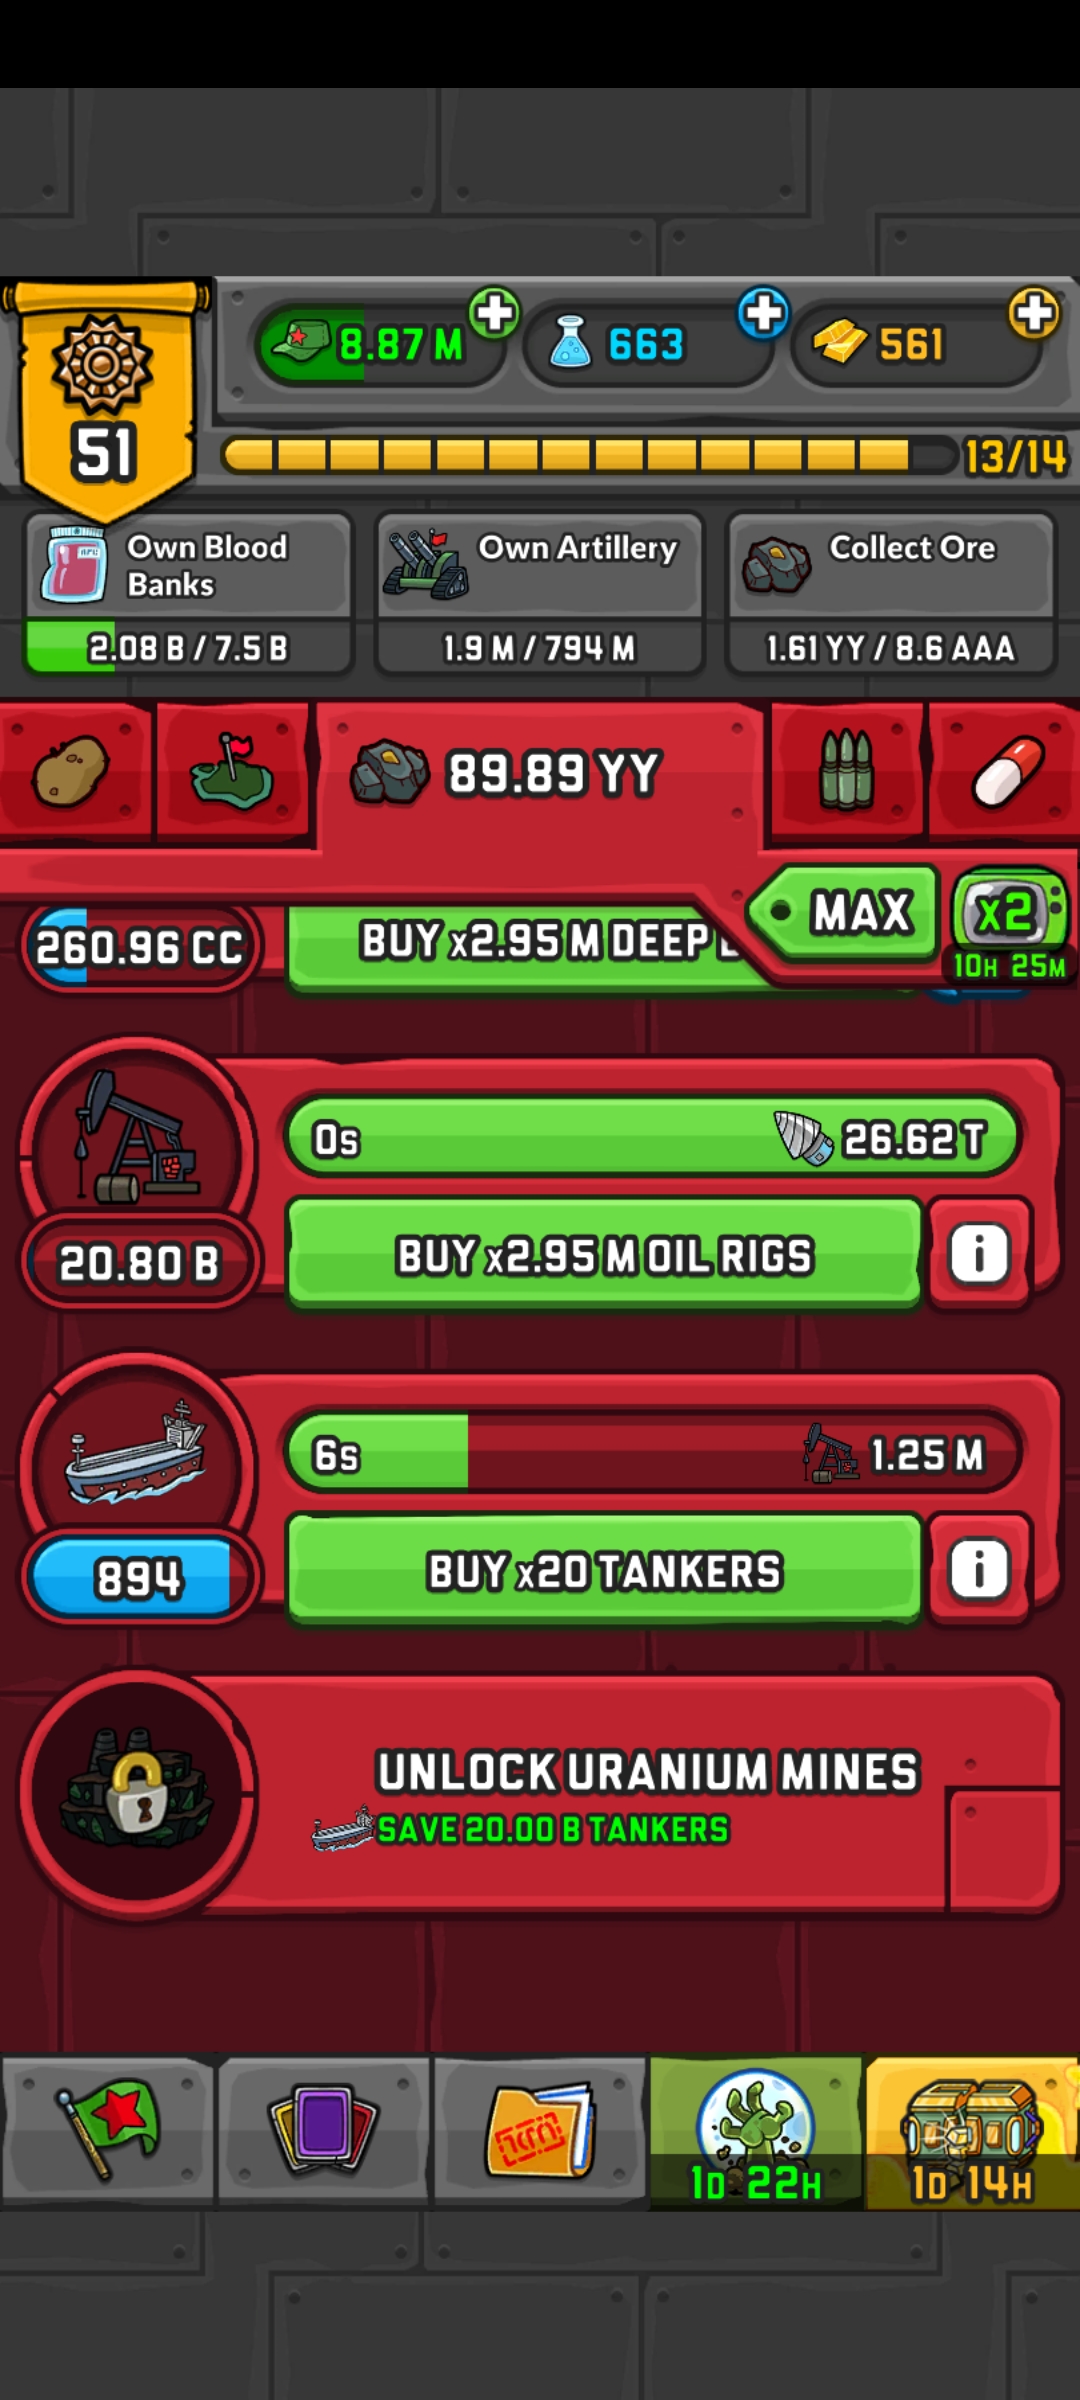 8.87 M
663
561
51
13/14
Own Blood
Banks
2.08 B / 7.5 B
Own Artillery
1.9 M / 794 M
Collect Ore
1.61 YY / 8.6 AAA
89.89 YY
MAX
x2
10H 25M
260.96 CC
BUY x2.95 M DEEP
0s
26.62 T
20.80 B
BUY x2.95 M OIL RIGS
i
6s
1.25 M
894
BUY x20 TANKERS
i
UNLOCK URANIUM MINES
SAVE 20.00 B TANKERS
1D 22H
1D 14H